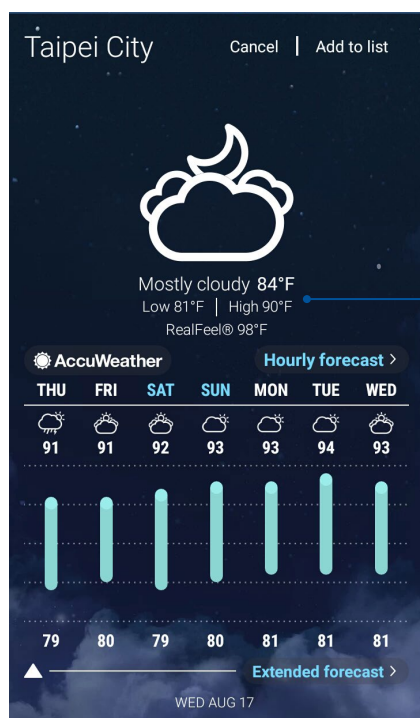 Taipei City Cancel | Add to list
Mostly cloudy 84°F
Low 81°F | High 90°F
RealFeel® 98°F
AccuWeather Hourly forecast >
THU FRI SAT SUN MON TUE WED
91 91 92 93 93 94 93
79 80 79 80 81 81 81
Extended forecast >
WED AUG 17